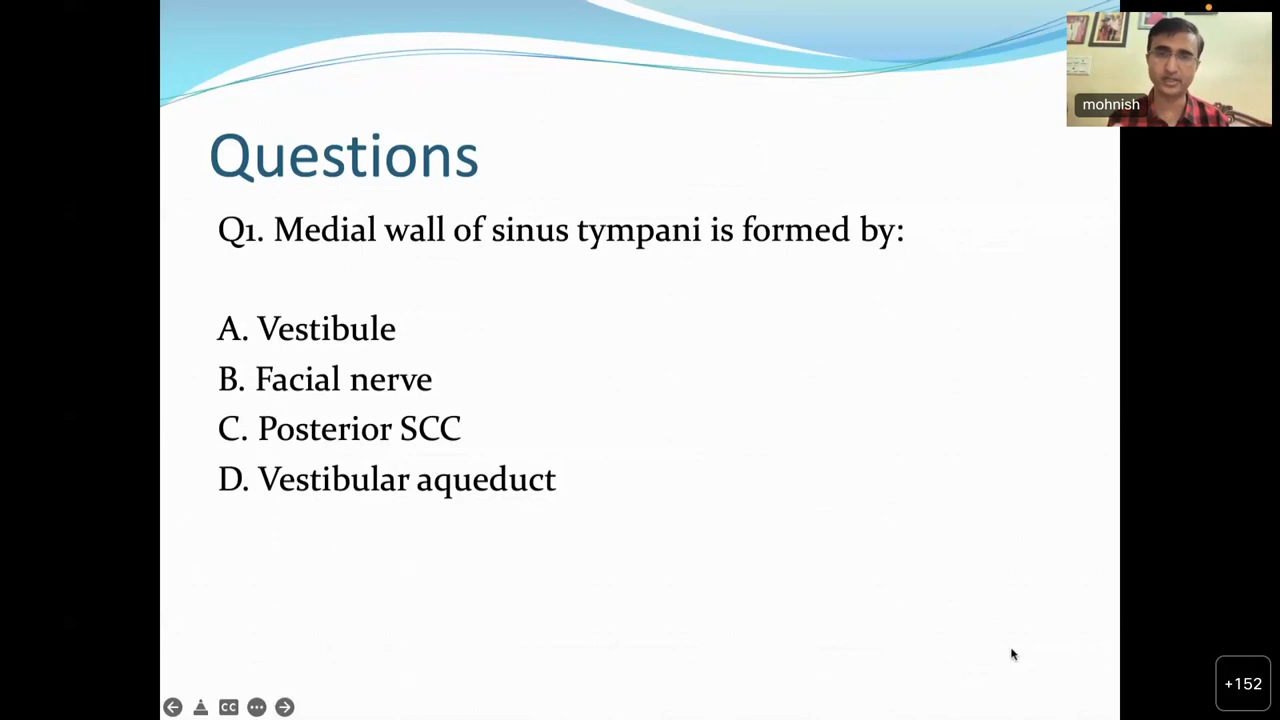 mohnish
Questions
Q1. Medial wall of sinus tympani is formed by:
A. Vestibule
B. Facial nerve
C. Posterior SCC
D. Vestibular aqueduct
CC
+152